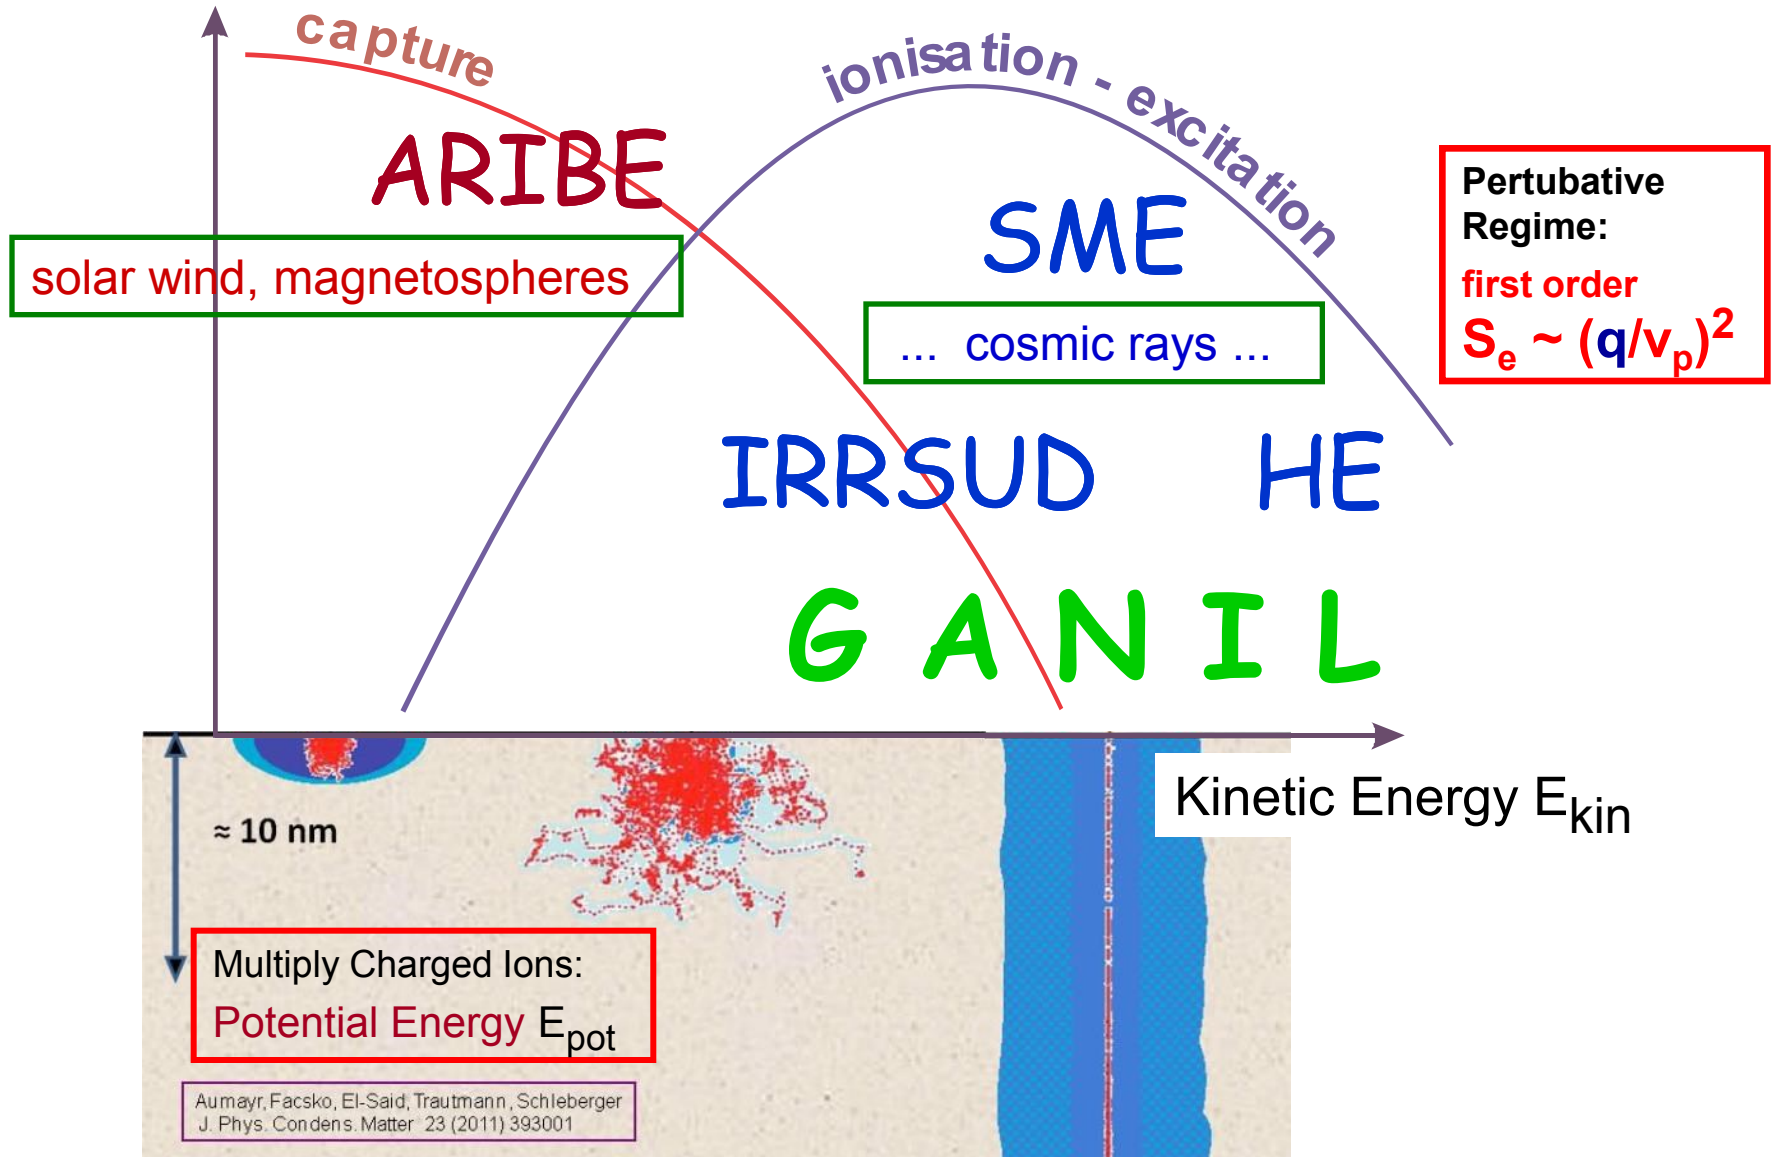 capture
ionisation - excitation
ARIBE
SME
Pertubative
Regime:
first order
Sₑ ~ (q/vₚ)²
solar wind, magnetospheres
... cosmic rays ...
IRRSUD HE
G A N I L
Kinetic Energy Ekin
≈ 10 nm
Multiply Charged Ions:
Potential Energy Epot
Aumayr, Facsko, El-Said, Trautmann, Schleberger
J. Phys. Condens. Matter 23 (2011) 393001